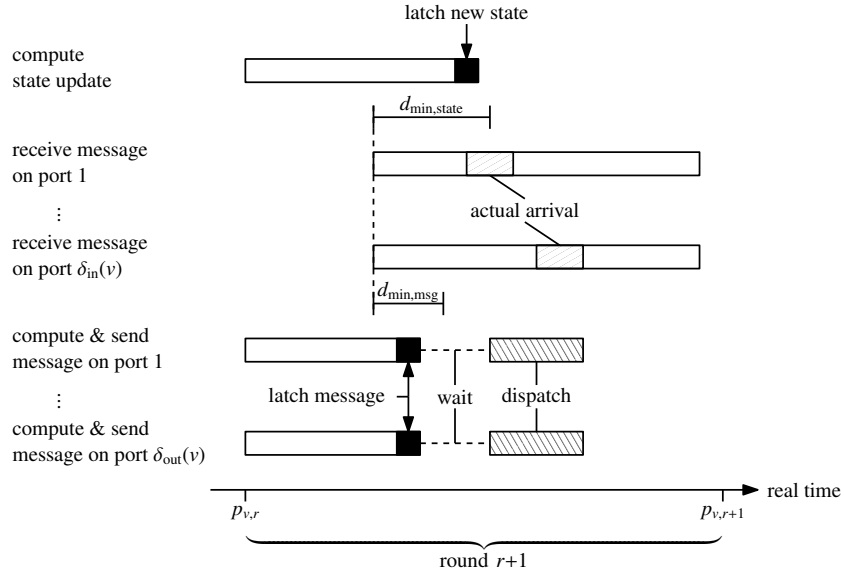 latch new state
compute
state update
d_min,state
receive message
on port 1
⋮
actual arrival
receive message
on port δ_in(v)
d_min,msg
compute & send
message on port 1
⋮
latch message
wait
dispatch
compute & send
message on port δ_out(v)
real time
p_v,r
p_v,r+1
round r+1